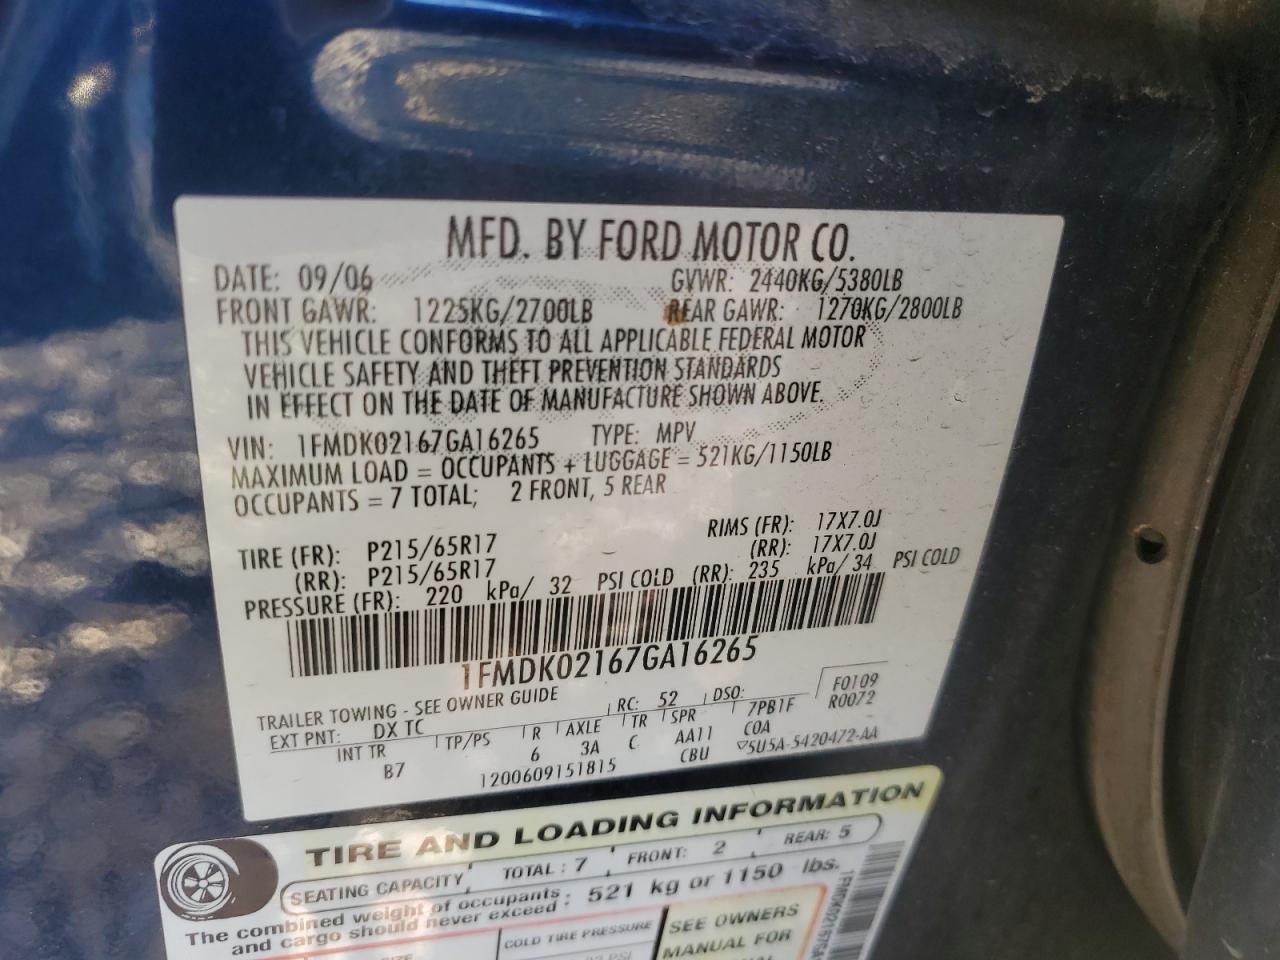 MFD. BY FORD MOTOR CO.
DATE: 09/06 GVWR: 2440KG/5380LB
FRONT GAWR: 1225KG/2700LB REAR GAWR: 1270KG/2800LB
THIS VEHICLE CONFORMS TO ALL APPLICABLE FEDERAL MOTOR
VEHICLE SAFETY AND THEFT PREVENTION STANDARDS
IN EFFECT ON THE DATE OF MANUFACTURE SHOWN ABOVE.
VIN: 1FMDK02167GA16265 TYPE: MPV
MAXIMUM LOAD = OCCUPANTS + LUGGAGE = 521KG/1150LB
OCCUPANTS = 7 TOTAL; 2 FRONT, 5 REAR
RIMS (FR): 17X7.0J
TIRE (FR): P215/65R17 (RR): 17X7.0J
(RR): P215/65R17
PRESSURE (FR): 220 kPa/ 32 PSI COLD (RR): 235 kPa/ 34 PSI COLD
1FMDK02167GA16265
TRAILER TOWING - SEE OWNER GUIDE
F0109
R0072
EXT PNT: DX TC RC: 52 DSO:
INT TR TP/PS R AXLE TR SPR 7PB1F
B7 6 3A C AA11 COA
1200609151815 CBU ▽5U5A-5420472-AA
TIRE AND LOADING INFORMATION
SEATING CAPACITY TOTAL : 7 FRONT: 2 REAR: 5
The combined weight of occupants : 521 kg or 1150 lbs.
and cargo should never exceed :
COLD TIRE PRESSURE
SEE OWNERS
MANUAL FOR